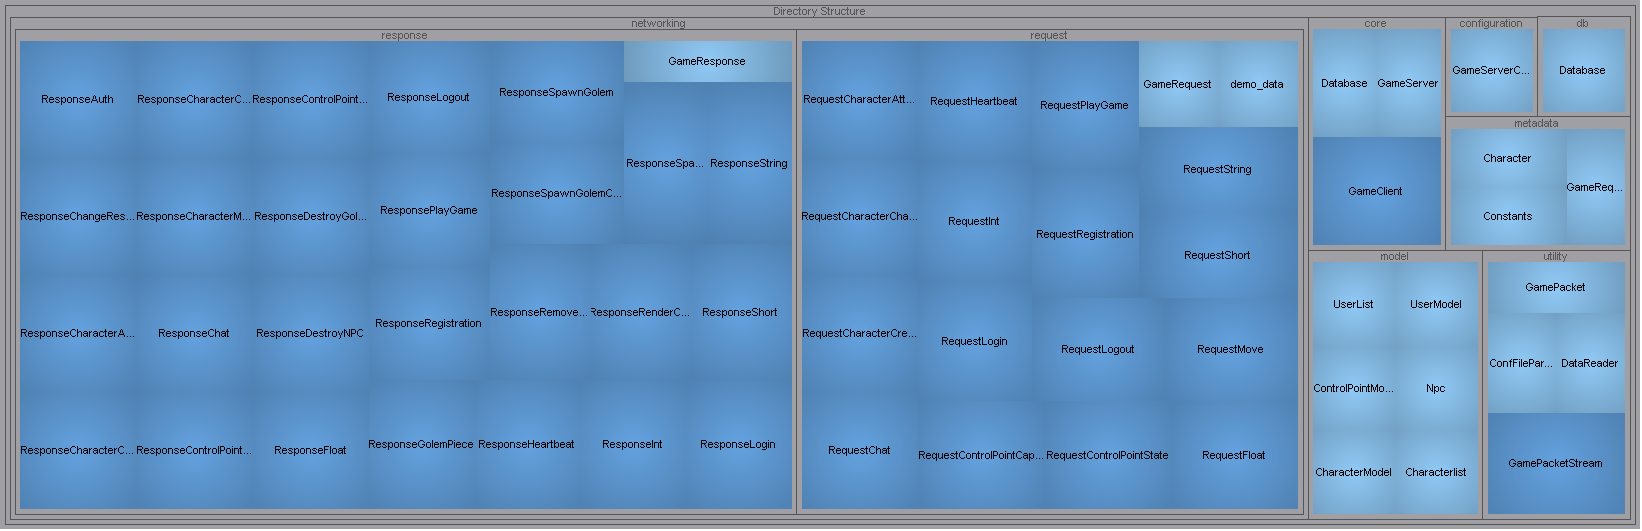 Directory Structure
networking
core
configuration
db
response
request
GameResponse
ResponseAuth
ResponseCharacterC...
ResponseControlPoint...
ResponseLogout
ResponseSpawnGolem
ResponseSpa...
ResponseString
ResponseChangeRes...
ResponseCharacterM...
ResponseDestroyGol...
ResponsePlayGame
ResponseSpawnGolemC...
ResponseCharacterA...
ResponseChat
ResponseDestroyNPC
ResponseRegistration
ResponseRemove...
ResponseRenderC...
ResponseShort
ResponseCharacterC...
ResponseControlPoint...
ResponseFloat
ResponseGolemPiece
ResponseHeartbeat
ResponseInt
ResponseLogin
RequestCharacterAtt...
RequestHeartbeat
RequestPlayGame
GameRequest
demo_data
RequestString
RequestCharacterCha...
RequestInt
RequestRegistration
RequestShort
RequestCharacterCre...
RequestLogin
RequestLogout
RequestMove
RequestChat
RequestControlPointCap...
RequestControlPointState
RequestFloat
Database
GameServer
GameClient
GameServerC...
Database
metadata
Character
GameReq...
Constants
model
UserList
UserModel
ControlPointMo...
Npc
CharacterModel
Characterlist
utility
GamePacket
ConfFilePar...
DataReader
GamePacketStream